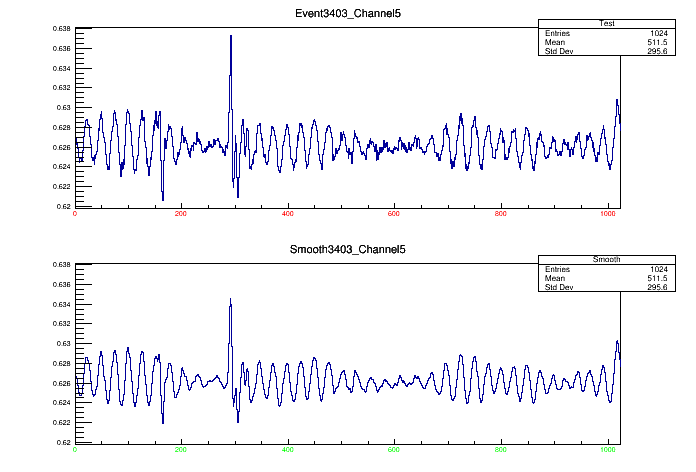 Event3403_Channel5
Test
Entries 1024
Mean 511.5
Std Dev 295.6
0.638
0.636
0.634
0.632
0.63
0.628
0.626
0.624
0.622
0.62
0 200 400 600 800 1000
Smooth3403_Channel5
Smooth
Entries 1024
Mean 511.5
Std Dev 295.6
0.638
0.636
0.634
0.632
0.63
0.628
0.626
0.624
0.622
0.62
0 200 400 600 800 1000